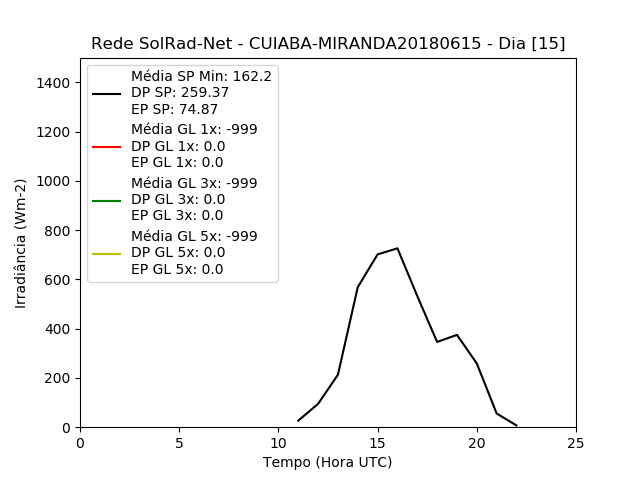 Rede SolRad-Net - CUIABA-MIRANDA20180615 - Dia [15]
Média SP Min: 162.2
DP SP: 259.37
EP SP: 74.87
Média GL 1x: -999
DP GL 1x: 0.0
EP GL 1x: 0.0
Média GL 3x: -999
DP GL 3x: 0.0
EP GL 3x: 0.0
Média GL 5x: -999
DP GL 5x: 0.0
EP GL 5x: 0.0
Irradiância (Wm-2)
1400
1200
1000
800
600
400
200
0
0 5 10 15 20 25
Tempo (Hora UTC)